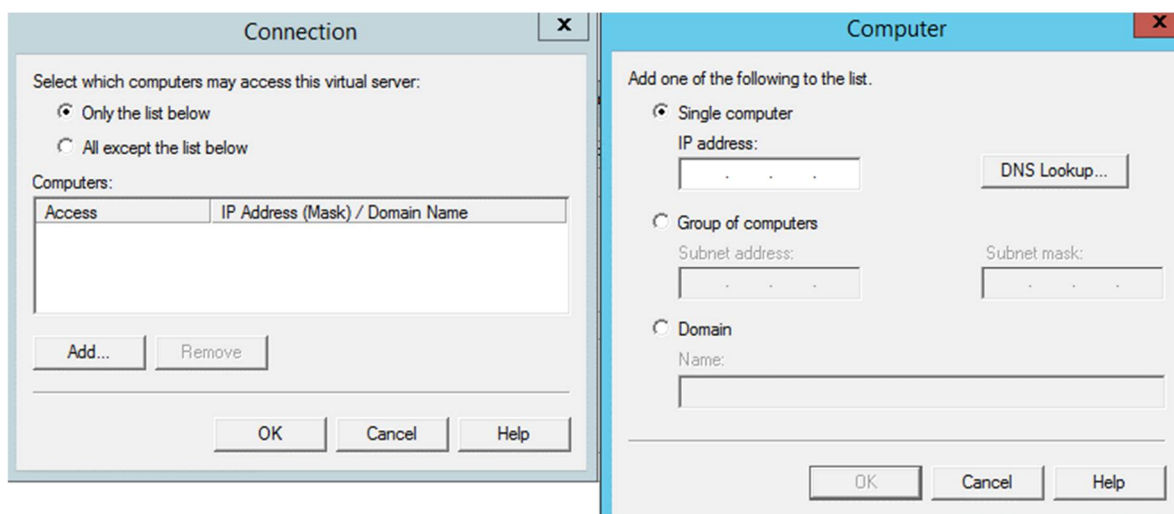 Connection
x
Select which computers may access this virtual server:
Only the list below
All except the list below
Computers:
Access IP Address (Mask) / Domain Name
Add... Remove
OK Cancel Help
Computer
x
Add one of the following to the list.
Single computer
IP address:
. . .
DNS Lookup...
Group of computers
Subnet address: Subnet mask:
. . . . . .
Domain
Name:
OK Cancel Help